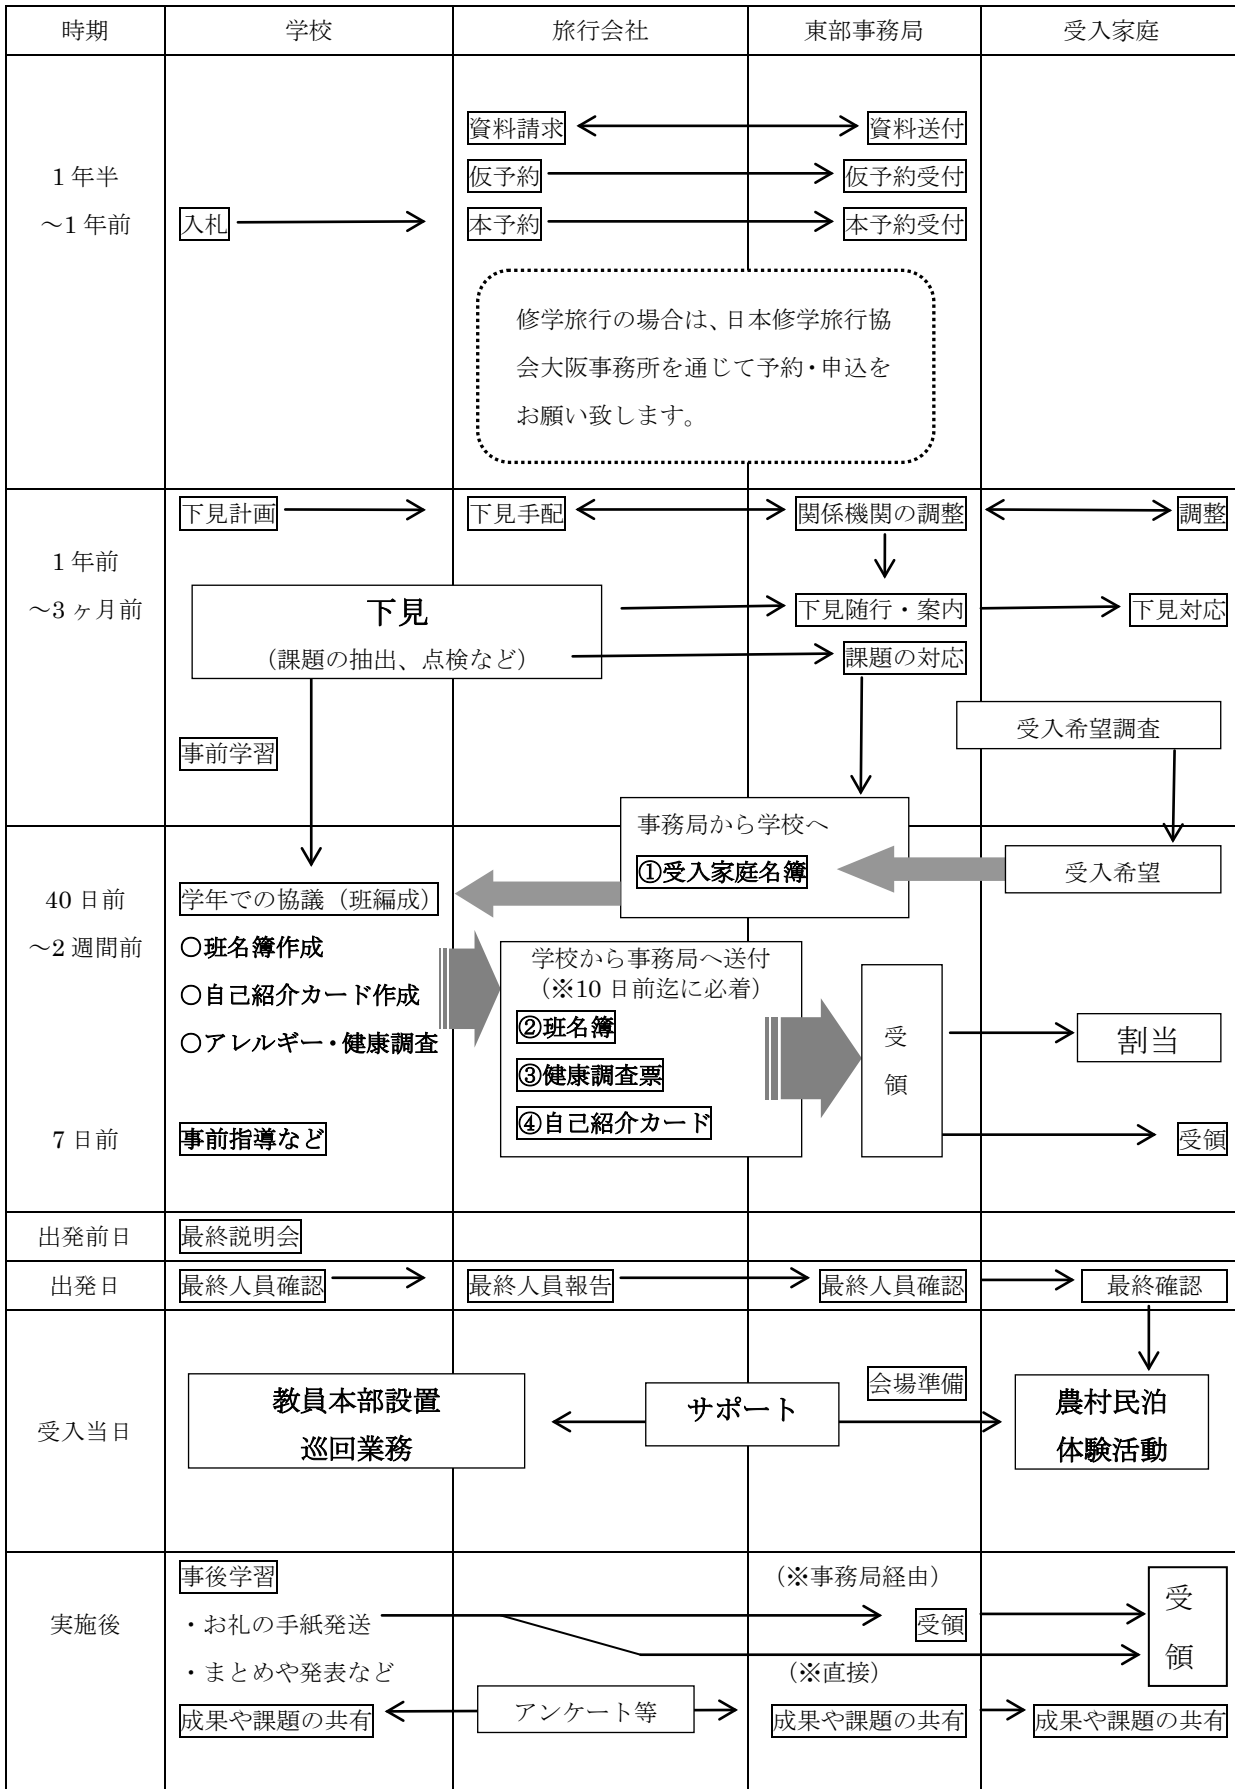 時期 学校 旅行会社 東部事務局 受入家庭
資料請求 資料送付
1年半 仮予約 仮予約受付
～1年前 入札 本予約 本予約受付
修学旅行の場合は、日本修学旅行協
会大阪事務所を通じて予約・申込を
お願い致します。
下見計画 下見手配 関係機関の調整 調整
1年前
～3ヶ月前 下見 下見随行・案内 下見対応
（課題の抽出、点検など） 課題の対応
受入希望調査
事前学習
事務局から学校へ
①受入家庭名簿 受入希望
40日前 学年での協議（班編成）
～2週間前 〇班名簿作成 学校から事務局へ送付
（※10日前迄に必着）
〇自己紹介カード作成
②班名簿
〇アレルギー・健康調査 受 割当
③健康調査票 領
④自己紹介カード
7日前 事前指導など 受領
出発前日 最終説明会
出発日 最終人員確認 最終人員報告 最終人員確認 最終確認
会場準備
教員本部設置 サポート 農村民泊
受入当日 巡回業務 体験活動
事後学習 （※事務局経由）
実施後 ・お礼の手紙発送 受領 受
・まとめや発表など （※直接） 領
成果や課題の共有 アンケート等 成果や課題の共有 成果や課題の共有